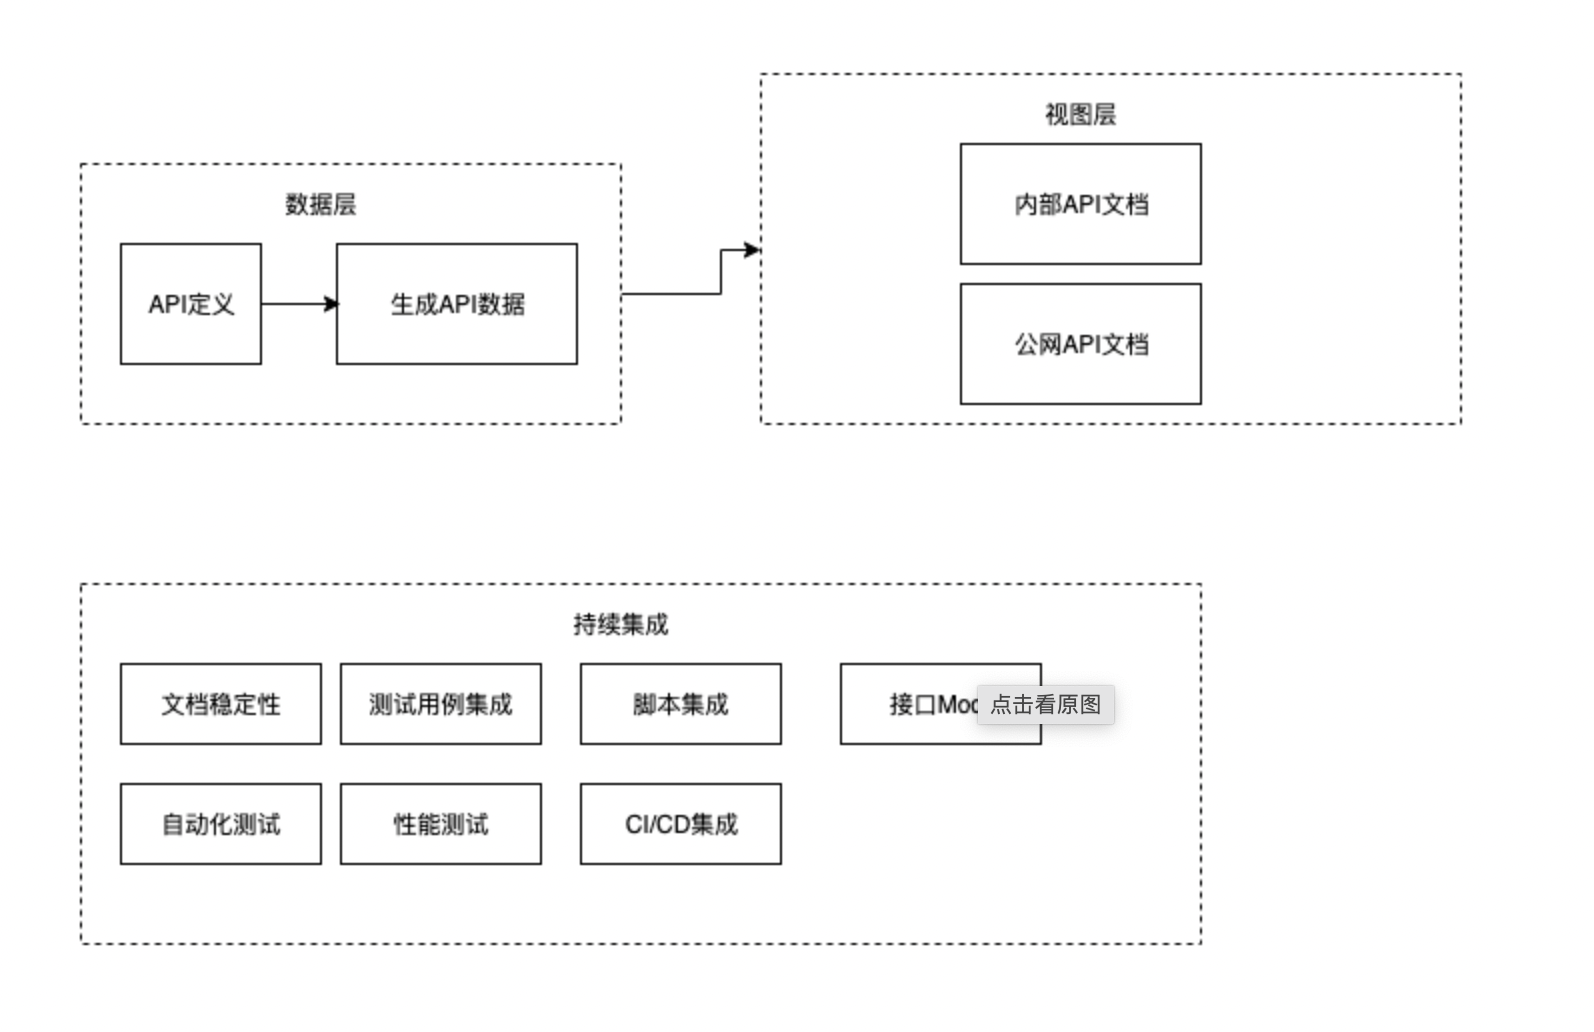 视图层
内部API文档
公网API文档
数据层
API定义
生成API数据
持续集成
文档稳定性
测试用例集成
脚本集成
接口Moc
点击看原图
自动化测试
性能测试
CI/CD集成